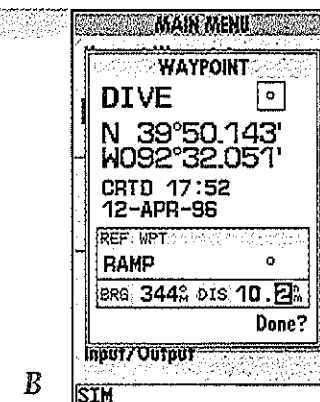 MAIN MENU
WAYPOINT
DIVE
N 39°50.143'
W092°32.051'
CRTD 17:52
12-APR-96
REF: WPT
RAMP
BRG 344° DIS 10.2
Done?
Input/Output
B
SIM